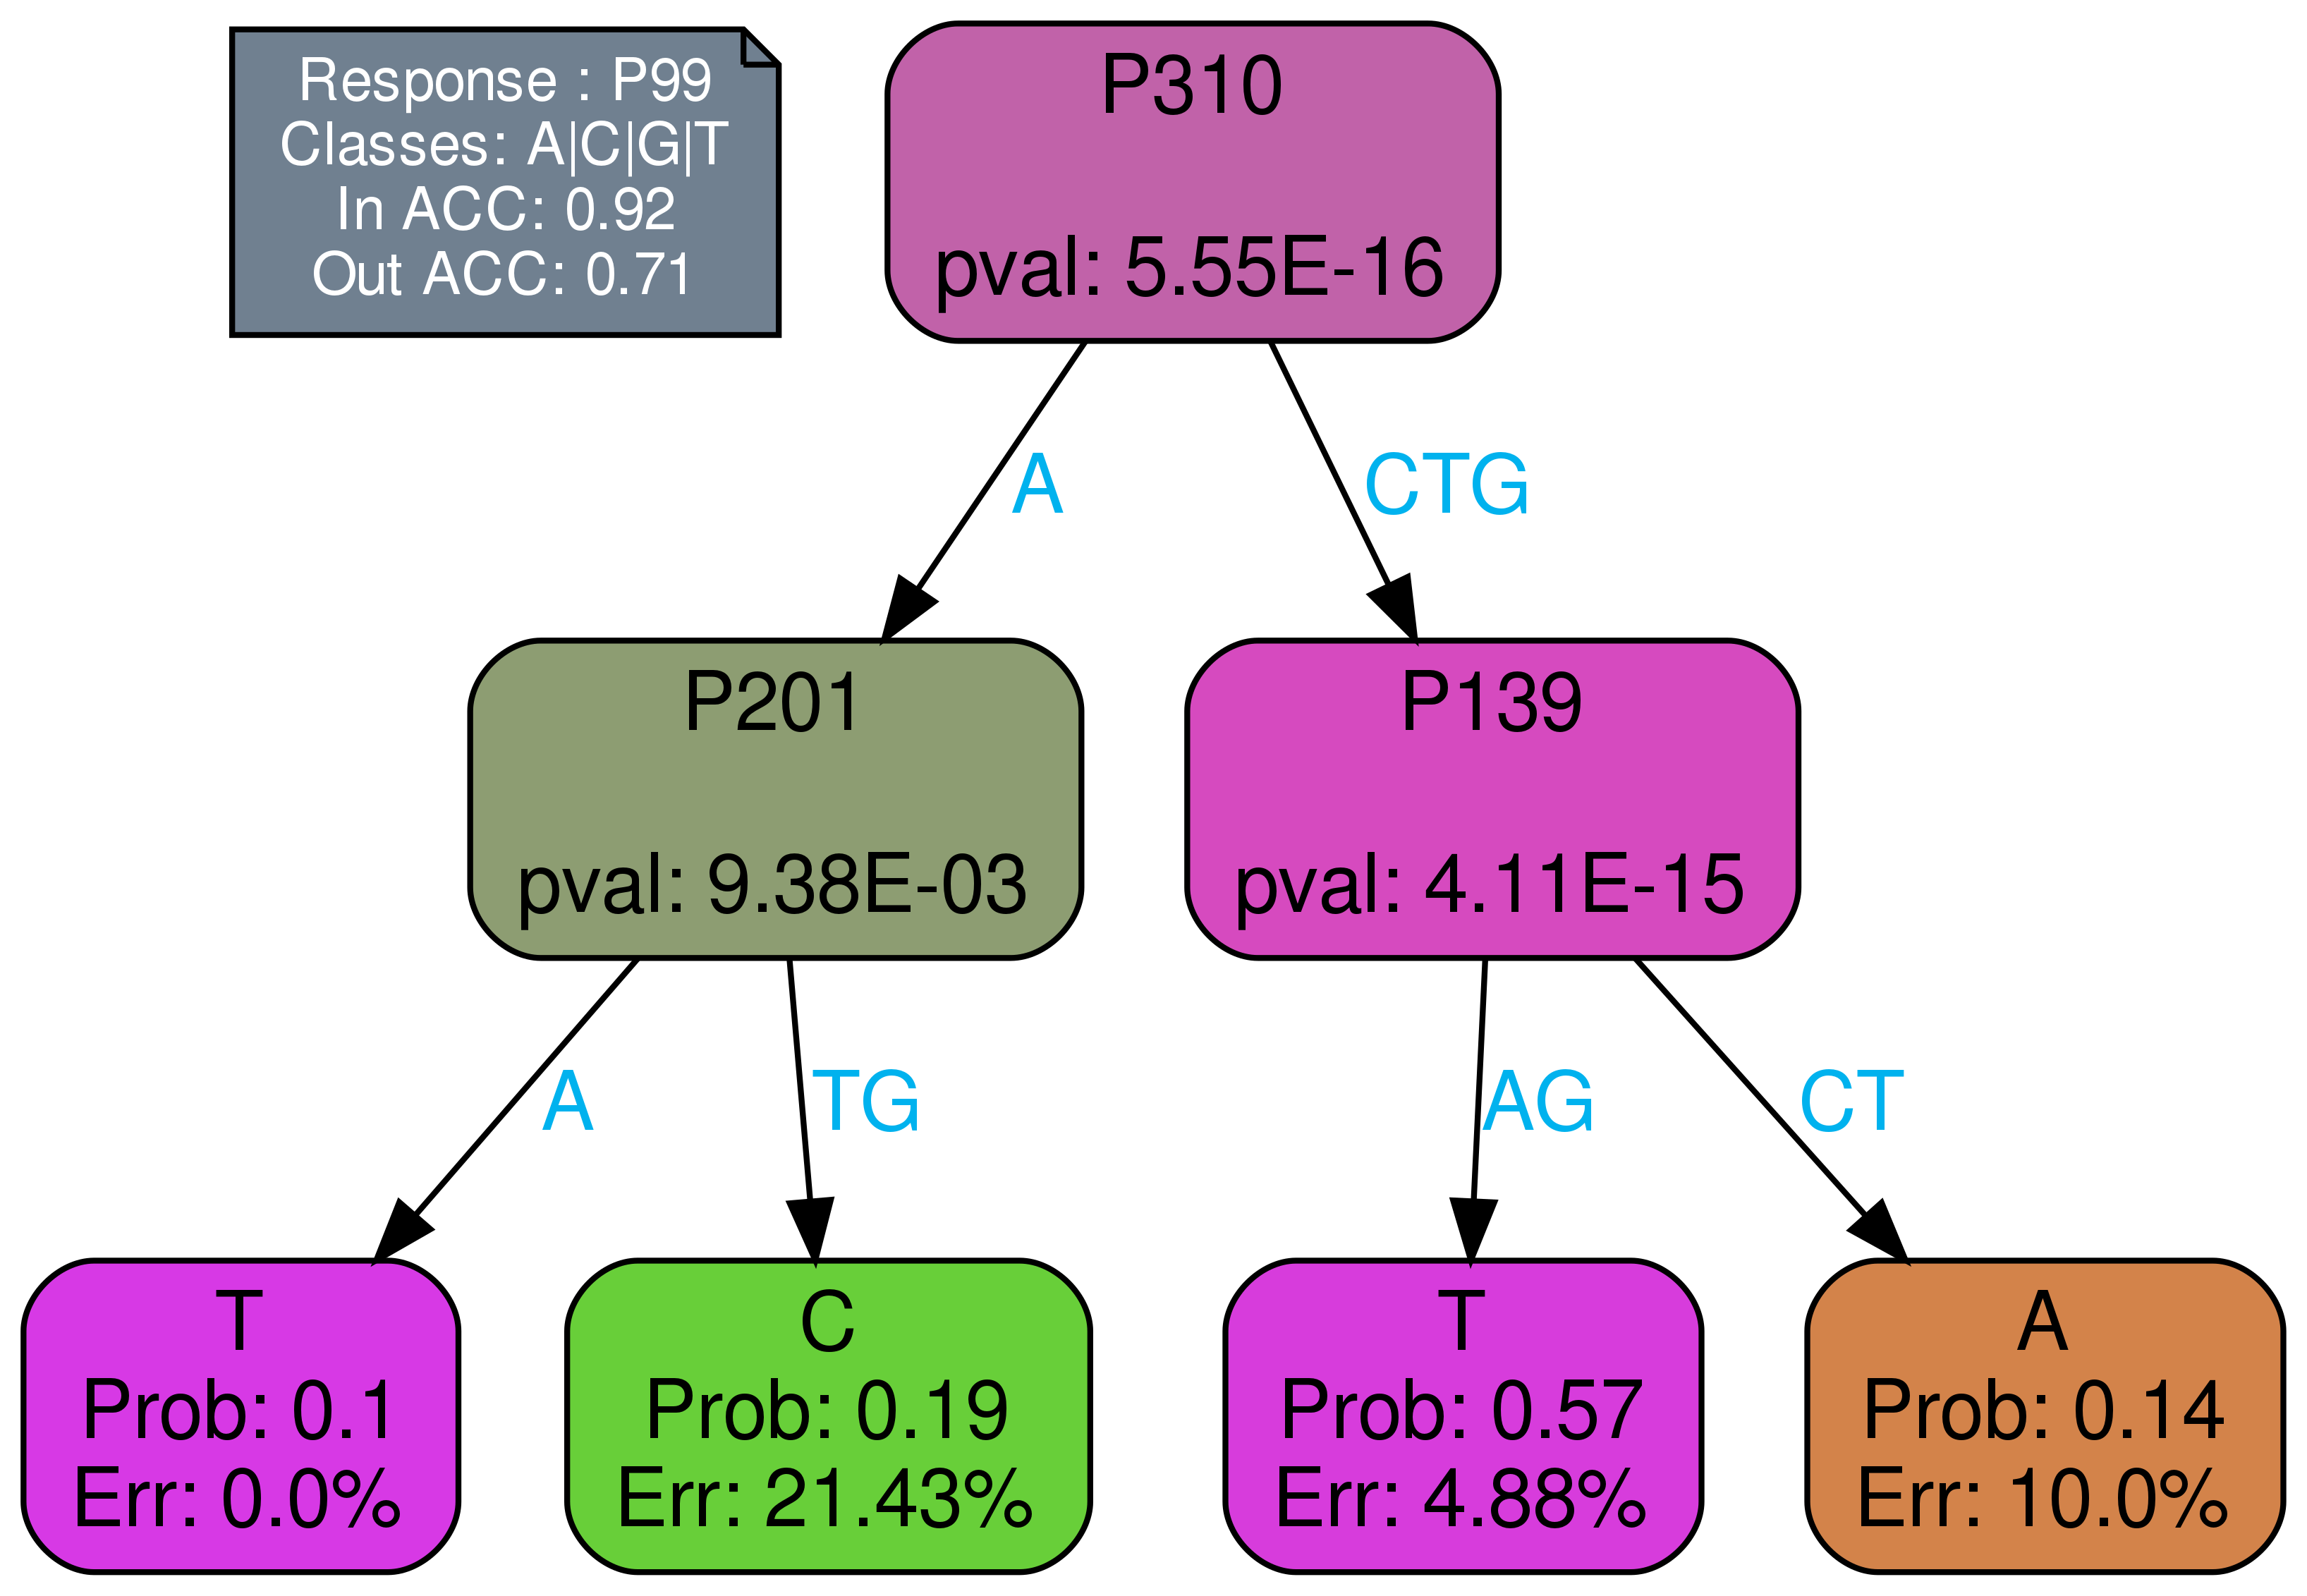 Response : P99
Classes: A|C|G|T
In ACC: 0.92
Out ACC: 0.71
P310
pval: 5.55E-16
A
CTG
P201
pval: 9.38E-03
P139
pval: 4.11E-15
A
TG
AG
CT
T
Prob: 0.1
Err: 0.0%
C
Prob: 0.19
Err: 21.43%
T
Prob: 0.57
Err: 4.88%
A
Prob: 0.14
Err: 10.0%